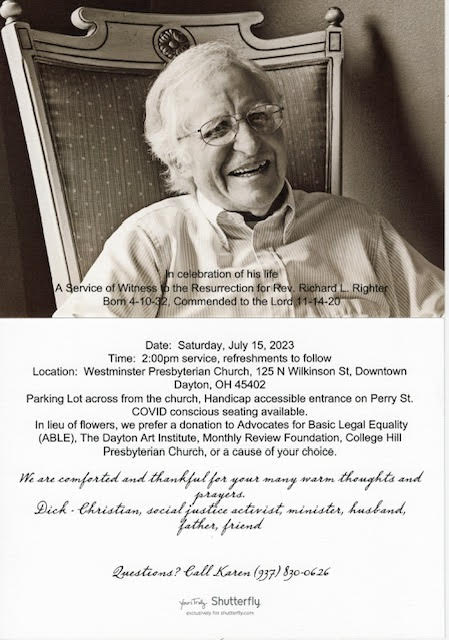 In celebration of his life
A Service of Witness to the Resurrection for Rev. Richard L. Righter
Born 4-10-32, Commended to the Lord 11-14-20
Date:  Saturday, July 15, 2023
Time:  2:00pm service, refreshments to follow
Location:  Westminster Presbyterian Church, 125 N Wilkinson St, Downtown
Dayton, OH 45402
Parking Lot across from the church, Handicap accessible entrance on Perry St.
COVID conscious seating available.
In lieu of flowers, we prefer a donation to Advocates for Basic Legal Equality
(ABLE), The Dayton Art Institute, Monthly Review Foundation, College Hill
Presbyterian Church, or a cause of your choice.
We are comforted and thankful for your many warm thoughts and
prayers.
Dick - Christian, social justice activist, minister, husband,
father, friend
Questions? Call Karen (937) 830-0626
Yours Truly, Shutterfly
exclusively for shutterfly.com